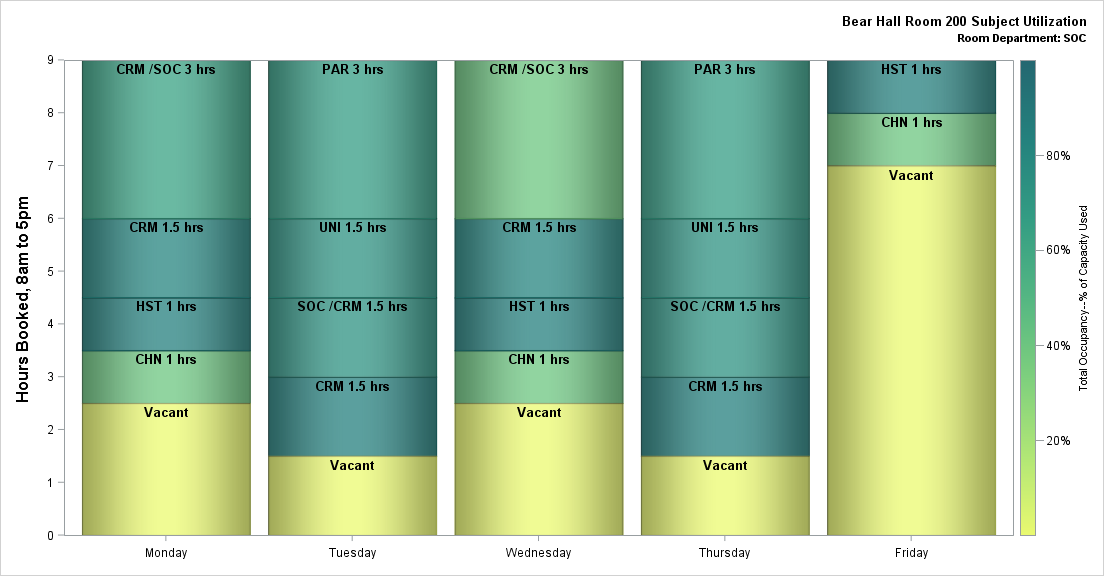 Bear Hall Room 200 Subject Utilization
Room Department: SOC
Hours Booked, 8am to 5pm
9
8
7
6
5
4
3
2
1
0
CRM /SOC 3 hrs
CRM 1.5 hrs
HST 1 hrs
CHN 1 hrs
Vacant
Monday
PAR 3 hrs
UNI 1.5 hrs
SOC /CRM 1.5 hrs
CRM 1.5 hrs
Vacant
Tuesday
CRM /SOC 3 hrs
CRM 1.5 hrs
HST 1 hrs
CHN 1 hrs
Vacant
Wednesday
PAR 3 hrs
UNI 1.5 hrs
SOC /CRM 1.5 hrs
CRM 1.5 hrs
Vacant
Thursday
HST 1 hrs
CHN 1 hrs
Vacant
Friday
80%
60%
40%
20%
Total Occupancy--% of Capacity Used